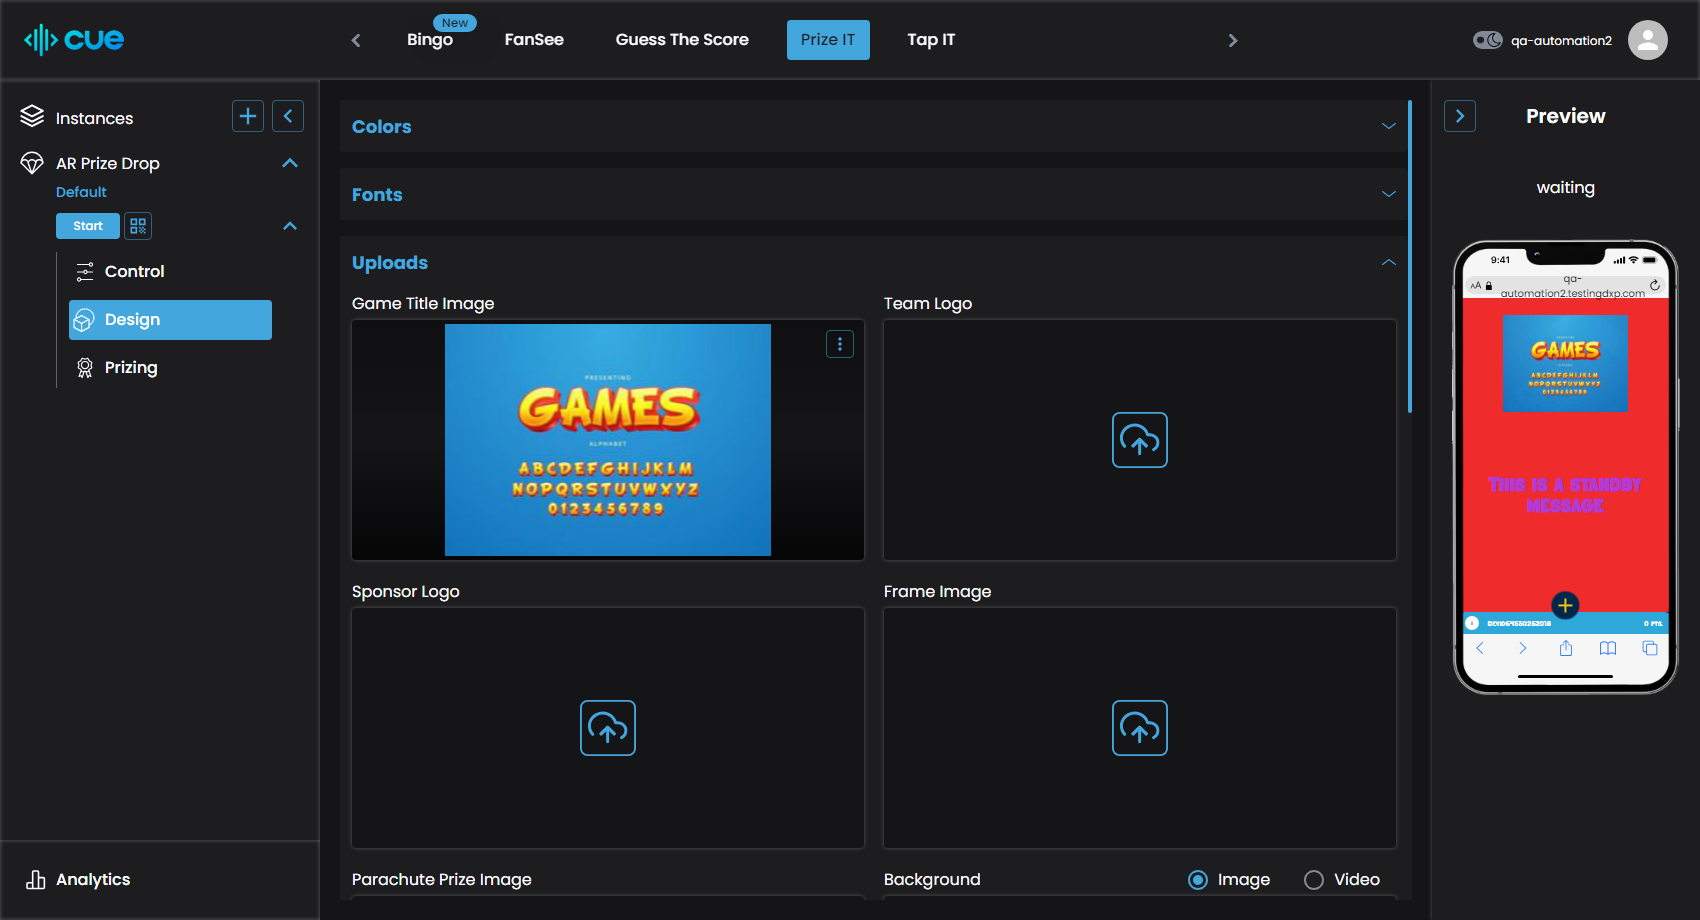 cue
New
Bingo
FanSee
Guess The Score
Prize IT
Tap IT
qa-automation2
Instances
AR Prize Drop
Default
Start
Control
Design
Prizing
Analytics
Colors
Fonts
Uploads
Game Title Image
Team Logo
PRESENTING
GAMES
ALPHABET
ABCDEFGHIJKLM
NOPQRSTUVWXYZ
0123456789
Sponsor Logo
Frame Image
Parachute Prize Image
Background
Image
Video
Preview
waiting
9:41
AA
qa-
automation2.testingdxp.com
GAMES
ABCDEFGHIJKLM
NOPQRSTUVWXYZ
0123456789
THIS IS A STANDBY
MESSAGE
0 PTS.